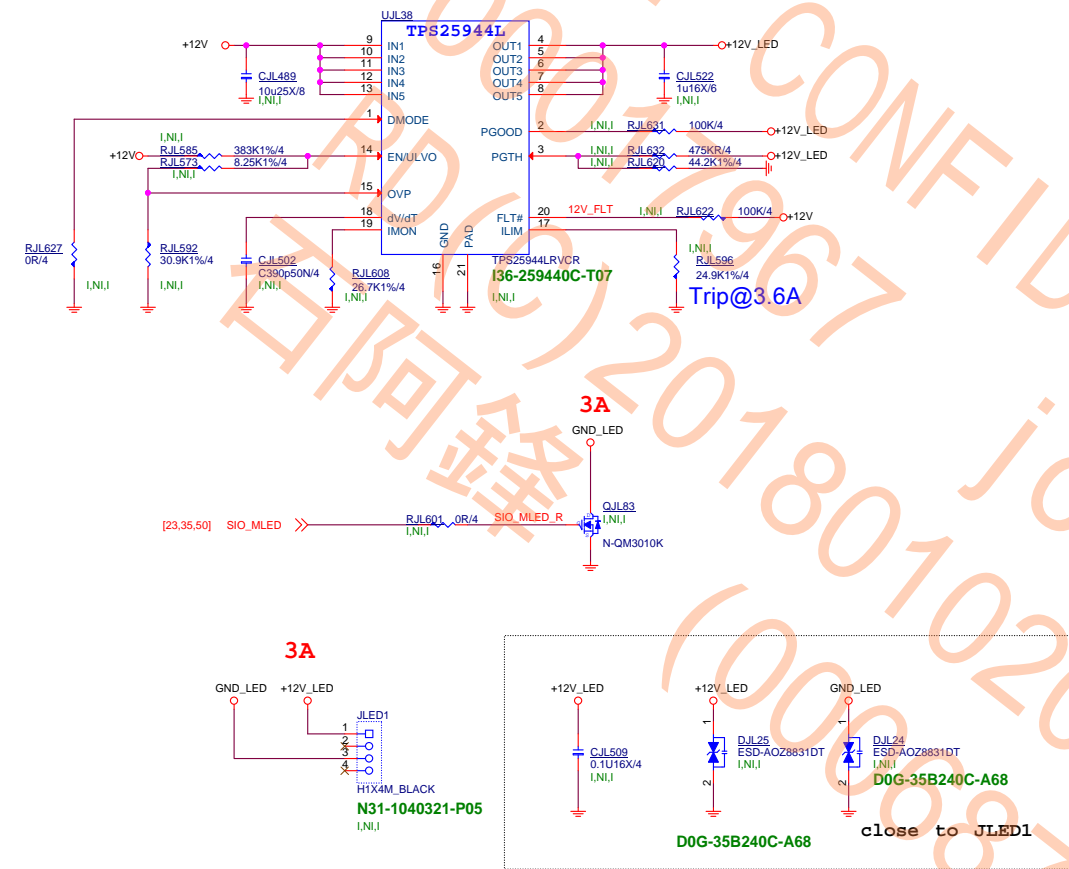 UJL38
TPS25944L
+12V
9 IN1
10 IN2
11 IN3
12 IN4
13 IN5
OUT1 4
OUT2 5
OUT3 6
OUT4 7
OUT5 8
+12V_LED
CJL489
10u25X/8
I,NI,I
CJL522
1u16X/6
I,NI,I
1 DMODE
PGOOD 2
I,NI,I RJL631 100K/4 +12V_LED
I,NI,I
+12V RJL585 383K1%/4
14 EN/ULVO
PGTH 3
I,NI,I RJL632 475KR/4 +12V_LED
RJL573 8.25K1%/4
I,NI,I
I,NI,I RJL620 44.2K1%/4
15 OVP
18 dV/dT
19 IMON
FLT# 20 12V_FLT I,NI,I RJL622 100K/4 +12V
ILIM 17
GND
PAD
16
21
RJL627
0R/4
I,NI,I
RJL592
30.9K1%/4
I,NI,I
CJL502
C390p50N/4
I,NI,I
RJL608
26.7K1%/4
I,NI,I
TPS25944LRVCR
I36-259440C-T07
I,NI,I
I,NI,I
RJL596
24.9K1%/4
Trip@3.6A
3A
GND_LED
[23,35,50] SIO_MLED
RJL601 0R/4
I,NI,I
SIO_MLED_R
QJL83
I,NI,I
N-QM3010K
3A
GND_LED +12V_LED
JLED1
1
2
3
4
H1X4M_BLACK
N31-1040321-P05
I,NI,I
+12V_LED
CJL509
0.1U16X/4
I,NI,I
+12V_LED
1
DJL25
ESD-AOZ8831DT
I,NI,I
2
D0G-35B240C-A68
GND_LED
1
DJL24
ESD-AOZ8831DT
I,NI,I
2
D0G-35B240C-A68
close to JLED1
RD(c)201801020
百阿鋒